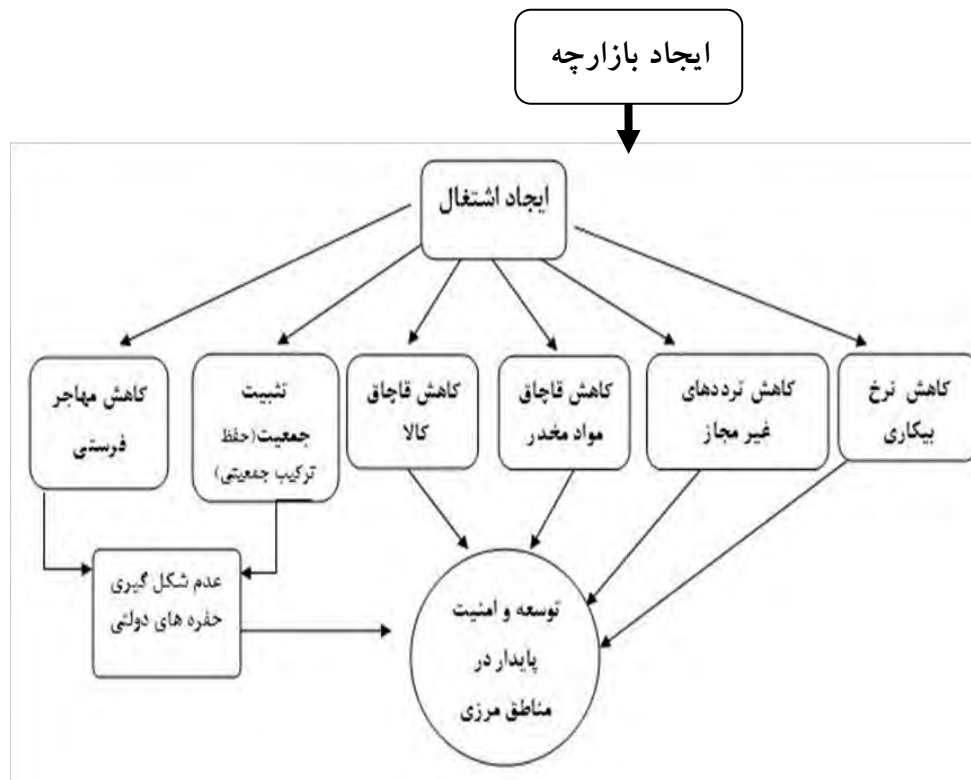 ایجاد بازارچه
ایجاد اشتغال
کاهش نرخ
بیکاری
کاهش ترددهای
غیر مجاز
کاهش قاچاق
مواد مخدر
کاهش قاچاق
کالا
تثبیت
جمعیت(حفظ
ترکیب جمعیتی)
کاهش مهاجر
فرستی
عدم شکل گیری
حفره های دولتی
توسعه و امنیت
پایدار در
مناطق مرزی